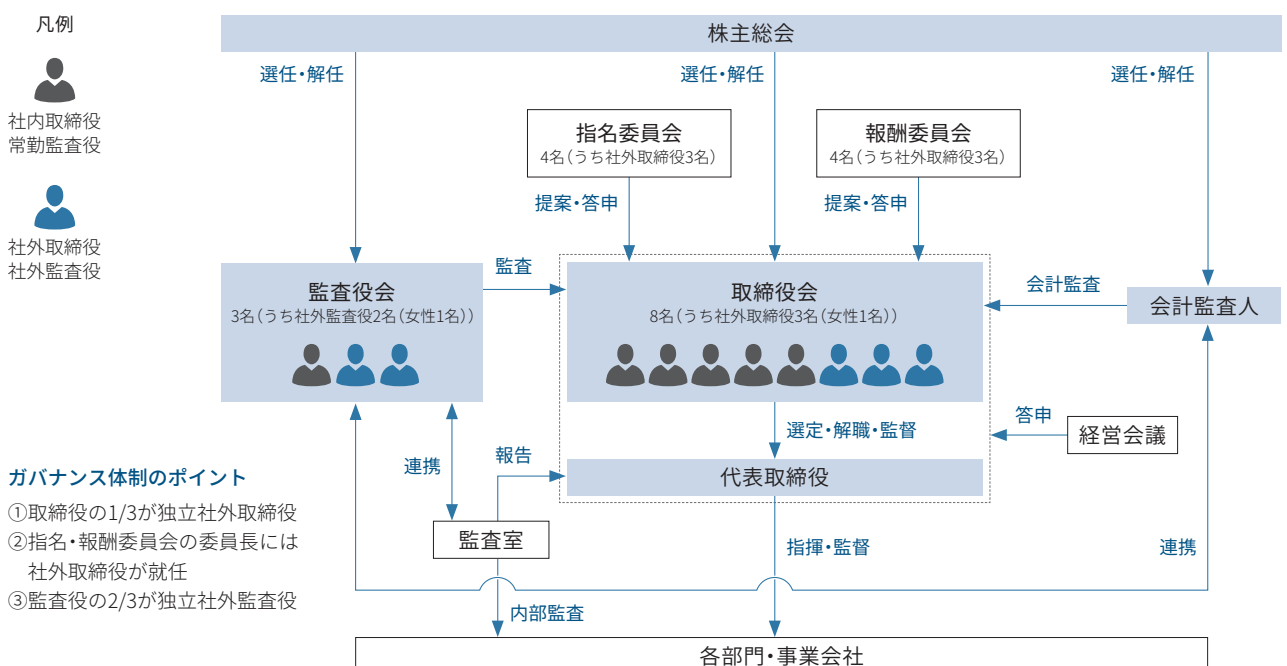 凡例
社内取締役
常勤監査役
社外取締役
社外監査役
株主総会
選任・解任
選任・解任
選任・解任
指名委員会
4名(うち社外取締役3名)
報酬委員会
4名(うち社外取締役3名)
提案・答申
提案・答申
監査役会
3名(うち社外監査役2名(女性1名))
監査
取締役会
8名(うち社外取締役3名(女性1名))
会計監査
会計監査人
選定・解職・監督
答申
経営会議
連携
報告
代表取締役
監査室
指揮・監督
連携
内部監査
各部門・事業会社
ガバナンス体制のポイント
①取締役の1/3が独立社外取締役
②指名・報酬委員会の委員長には
社外取締役が就任
③監査役の2/3が独立社外監査役